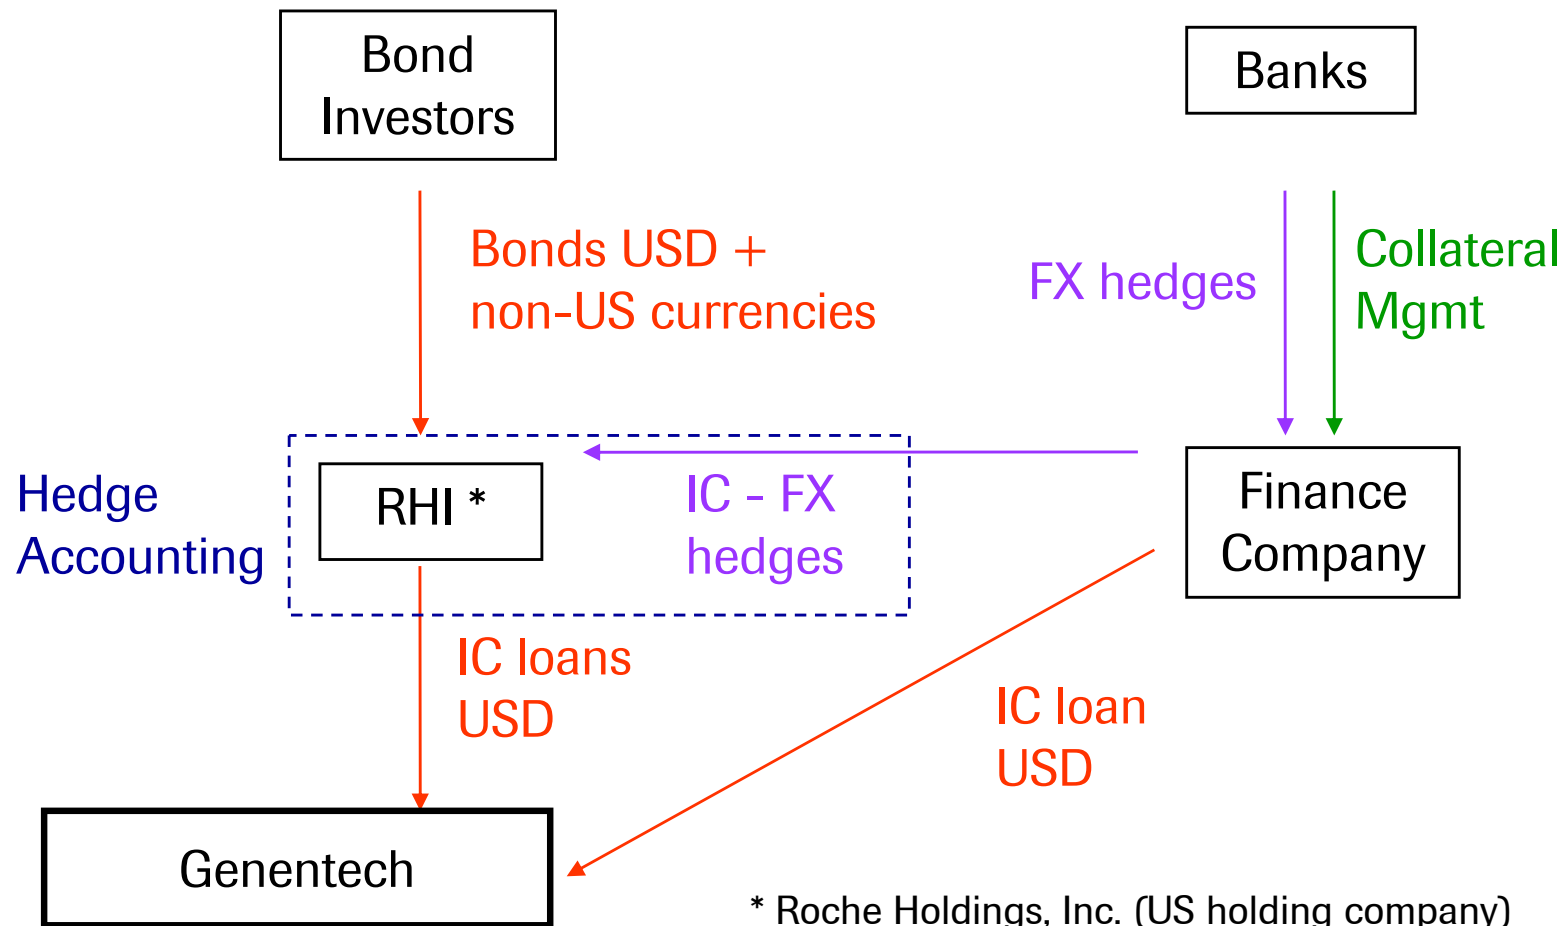 Bond
Investors
Banks
Bonds USD +
non-US currencies
FX hedges
Collateral
Mgmt
Hedge
Accounting
RHI *
IC - FX
hedges
Finance
Company
IC loans
USD
IC loan
USD
Genentech
* Roche Holdings, Inc. (US holding company)